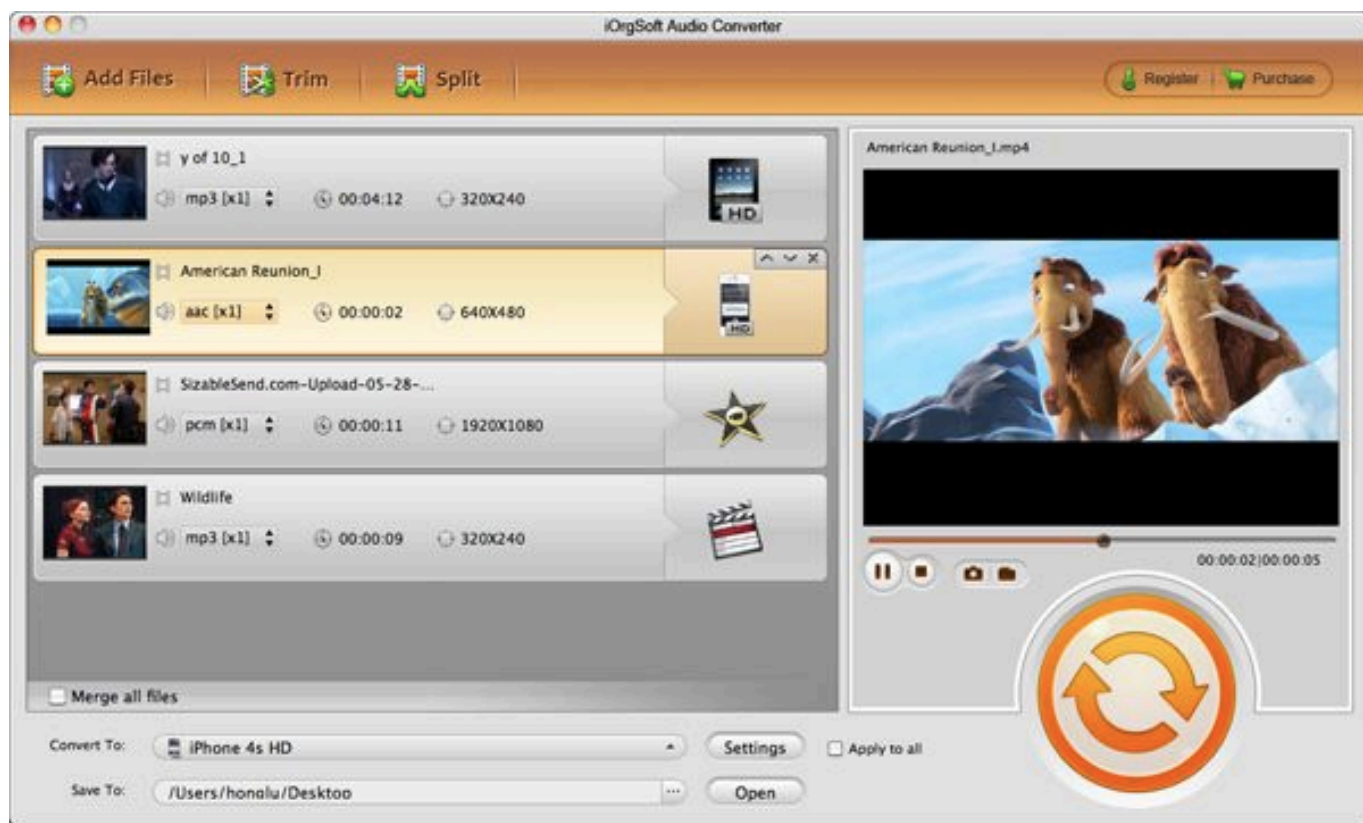 iOrgSoft Audio Converter
Add Files
Trim
Split
Register
Purchase
y of 10_1
mp3 [x1]
00:04:12
320X240
HD
American Reunion_I
aac [x1]
00:00:02
640X480
HD
SizableSend.com-Upload-05-28-...
pcm [x1]
00:00:11
1920X1080
Wildlife
mp3 [x1]
00:00:09
320X240
Merge all files
American Reunion_I.mp4
00:00:02|00:00:05
Convert To:
iPhone 4s HD
Settings
Apply to all
Save To:
/Users/honolu/Desktop
...
Open